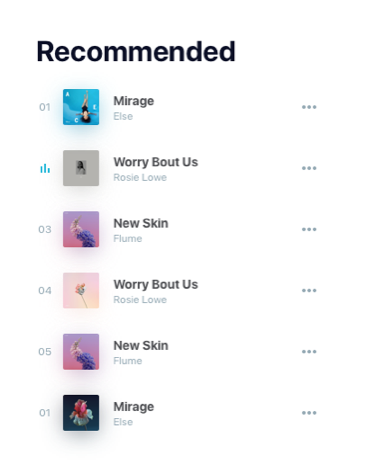 Recommended
01
A
E
C
Mirage
Else
Worry Bout Us
Rosie Lowe
03
New Skin
Flume
04
Worry Bout Us
Rosie Lowe
05
New Skin
Flume
01
Mirage
Else